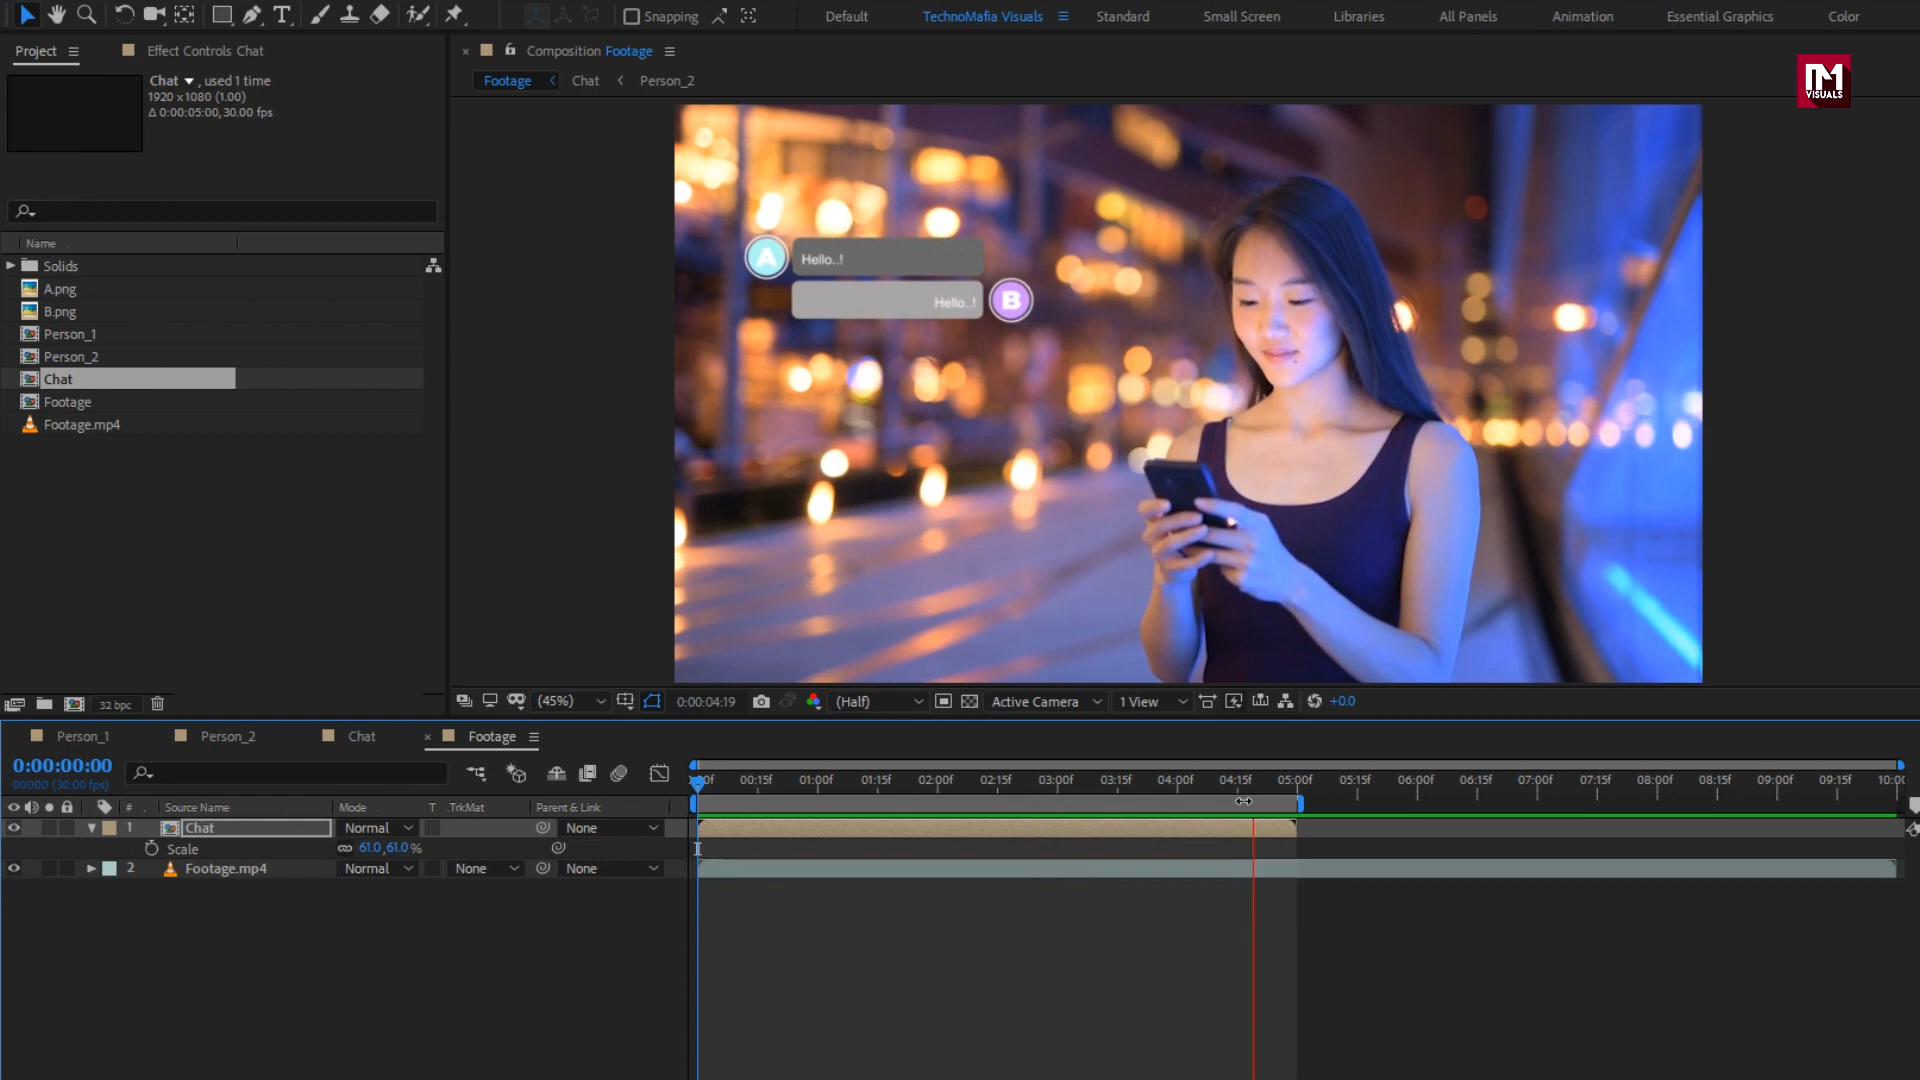 Snapping
Default
TechnoMafia Visuals
Standard
Small Screen
Libraries
All Panels
Animation
Essential Graphics
Color
Project
Effect Controls Chat
Composition Footage
Chat , used 1 time
1920 x 1080 (1.00)
Δ 0:00:05:00, 30.00 fps
Footage
Chat
Person_2
VISUALS
Name
Solids
A.png
B.png
Person_1
Person_2
Chat
Footage
Footage.mp4
A
Hello..!
Hello..!
B
32 bpc
(45%)
0:00:04:19
(Half)
Active Camera
1 View
+0.0
Person_1
Person_2
Chat
Footage
0:00:00:00
00000 (30.00 fps)
00:15f
01:00f
01:15f
02:00f
02:15f
03:00f
03:15f
04:00f
04:15f
05:00f
05:15f
06:00f
06:15f
07:00f
07:15f
08:00f
08:15f
09:00f
09:15f
10:00
#
Source Name
Mode
T .TrkMat
Parent & Link
1
Chat
Normal
None
Scale
61.0, 61.0 %
2
Footage.mp4
Normal
None
None